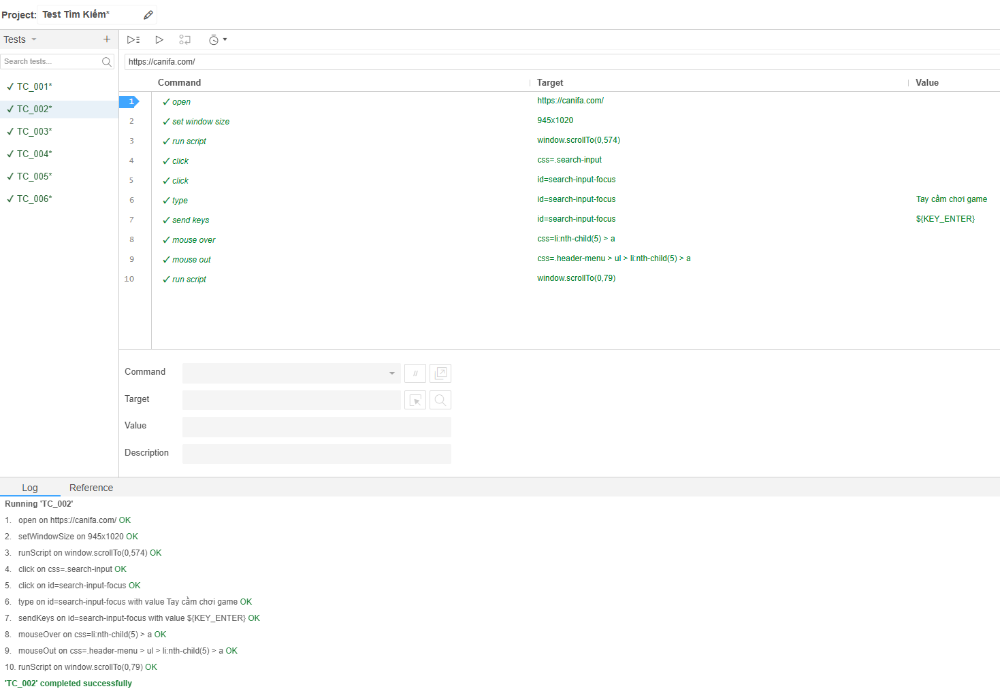 Project: Test Tìm Kiếm*
Tests
Search tests...
TC_001*
TC_002*
TC_003*
TC_004*
TC_005*
TC_006*
https://canifa.com/
Command Target Value
1 open https://canifa.com/
2 set window size 945x1020
3 run script window.scrollTo(0,574)
4 click css=.search-input
5 click id=search-input-focus
6 type id=search-input-focus Tay cầm chơi game
7 send keys id=search-input-focus ${KEY_ENTER}
8 mouse over css=li:nth-child(5) > a
9 mouse out css=.header-menu > ul > li:nth-child(5) > a
10 run script window.scrollTo(0,79)
Command //
Target
Value
Description
Log Reference
Running 'TC_002'
1. open on https://canifa.com/ OK
2. setWindowSize on 945x1020 OK
3. runScript on window.scrollTo(0,574) OK
4. click on css=.search-input OK
5. click on id=search-input-focus OK
6. type on id=search-input-focus with value Tay cầm chơi game OK
7. sendKeys on id=search-input-focus with value ${KEY_ENTER} OK
8. mouseOver on css=li:nth-child(5) > a OK
9. mouseOut on css=.header-menu > ul > li:nth-child(5) > a OK
10. runScript on window.scrollTo(0,79) OK
'TC_002' completed successfully